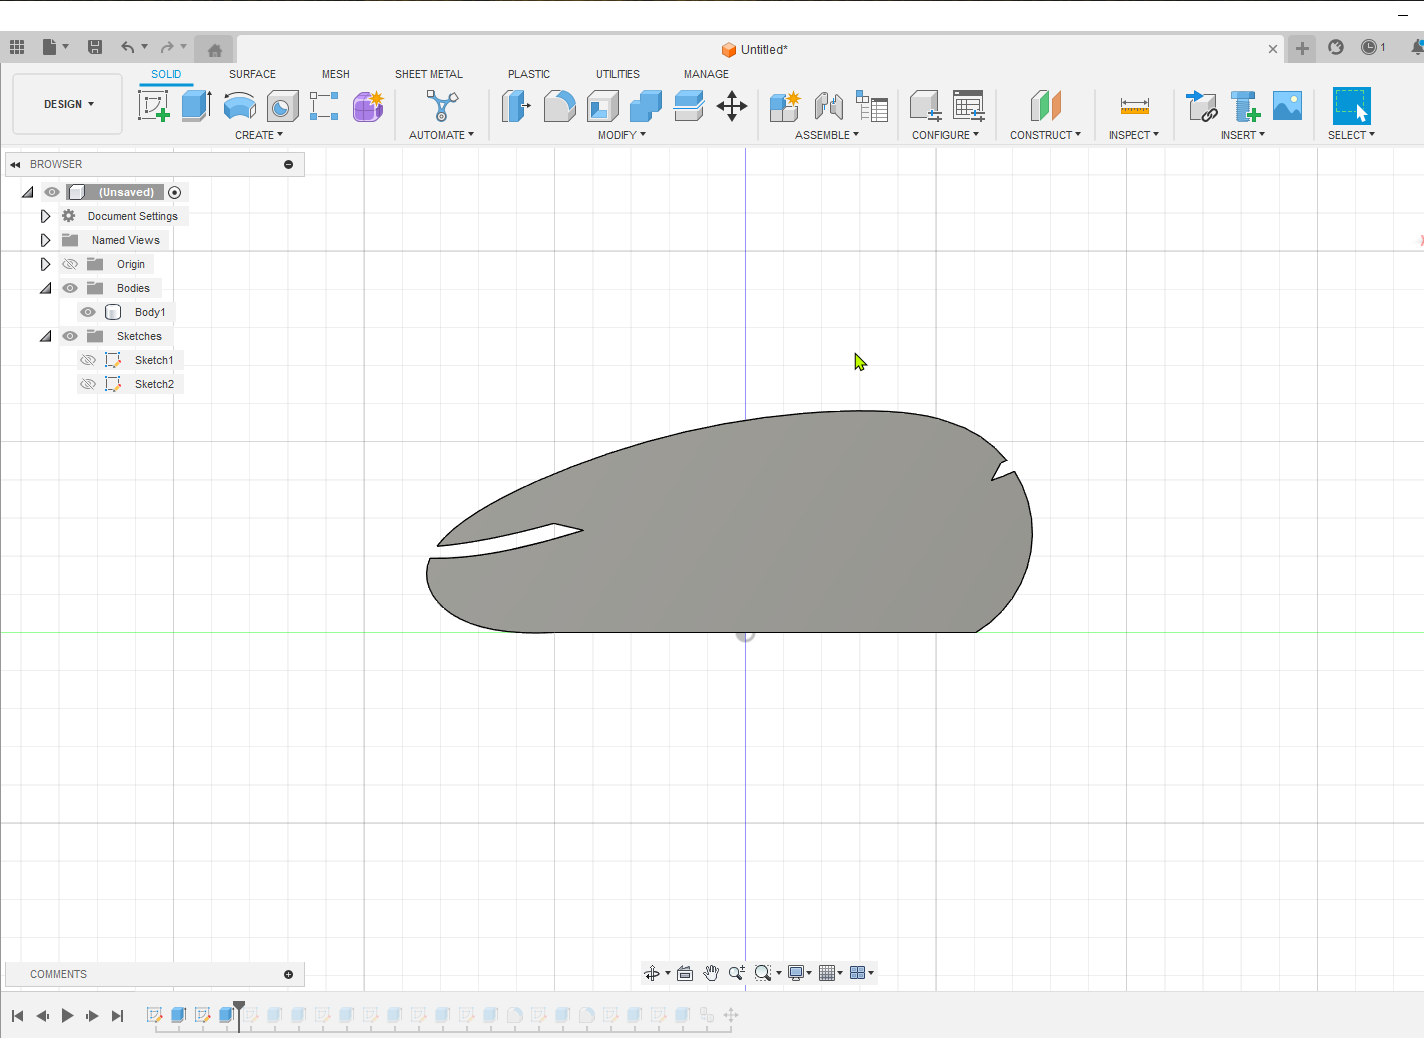 Untitled*
1
SOLID
SURFACE
MESH
SHEET METAL
PLASTIC
UTILITIES
MANAGE
DESIGN
CREATE
AUTOMATE
MODIFY
ASSEMBLE
CONFIGURE
CONSTRUCT
INSPECT
INSERT
SELECT
BROWSER
(Unsaved)
Document Settings
Named Views
Origin
Bodies
Body1
Sketches
Sketch1
Sketch2
COMMENTS